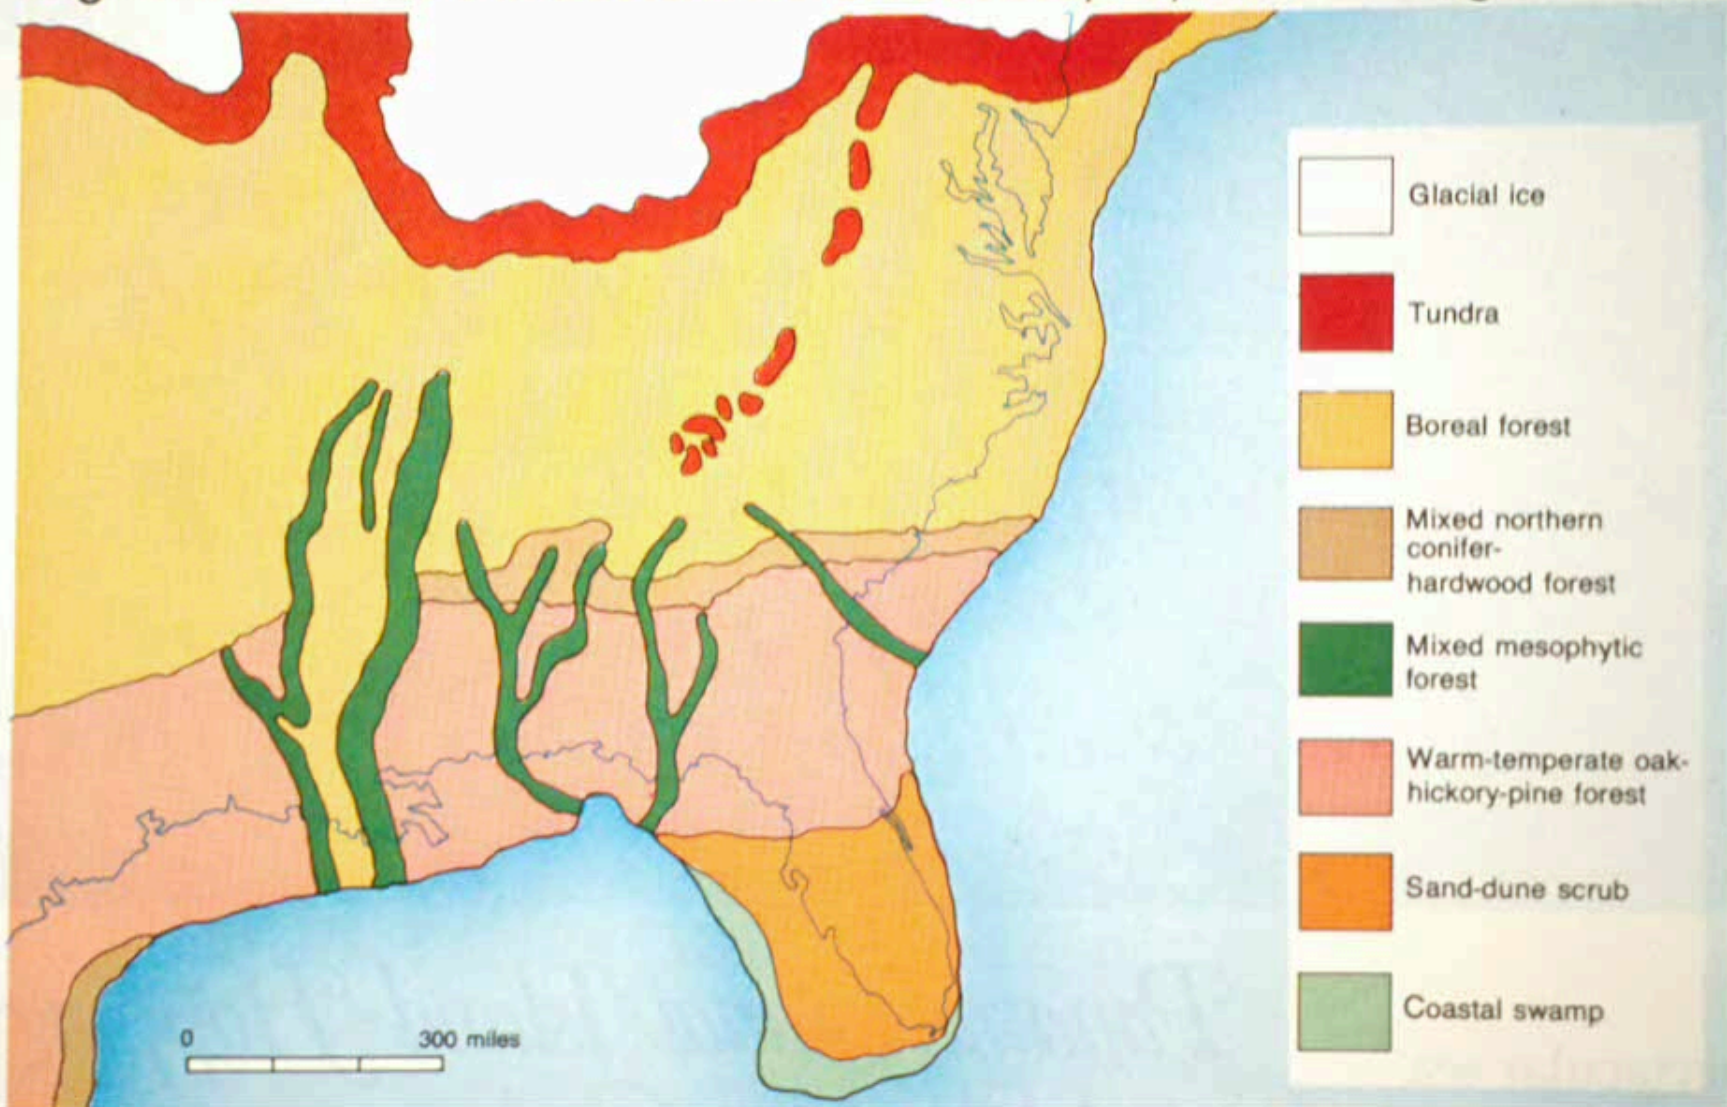 Glacial ice
Tundra
Boreal forest
Mixed northern
conifer-
hardwood forest
Mixed mesophytic
forest
Warm-temperate oak-
hickory-pine forest
Sand-dune scrub
Coastal swamp
0 300 miles